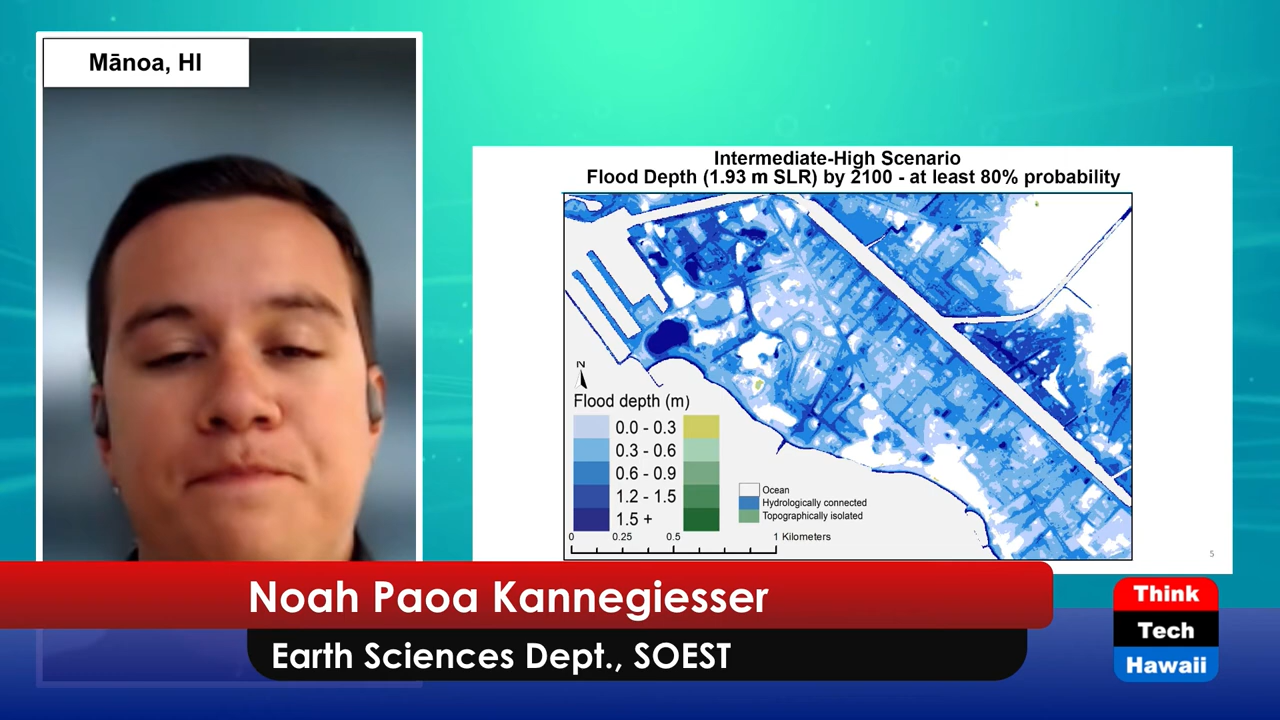 Mānoa, HI
Intermediate-High Scenario
Flood Depth (1.93 m SLR) by 2100 - at least 80% probability
N
Flood depth (m)
0.0 - 0.3
0.3 - 0.6
0.6 - 0.9
1.2 - 1.5
1.5 +
Ocean
Hydrologically connected
Topographically isolated
0 0.25 0.5 1 Kilometers
5
Noah Paoa Kannegiesser
Earth Sciences Dept., SOEST
Think
Tech
Hawaii